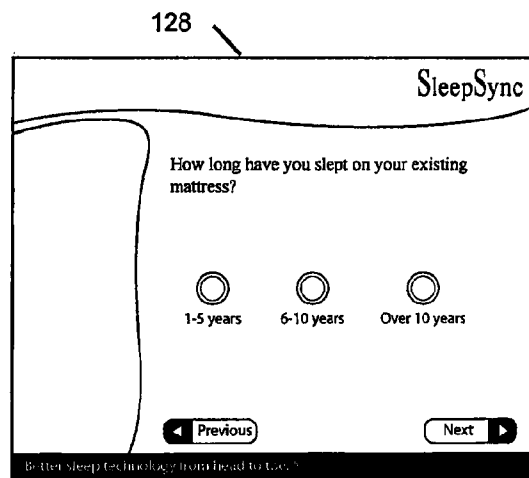 128
SleepSync
How long have you slept on your existing
mattress?
1-5 years 6-10 years Over 10 years
Previous Next
Better sleep technology from head to toe.